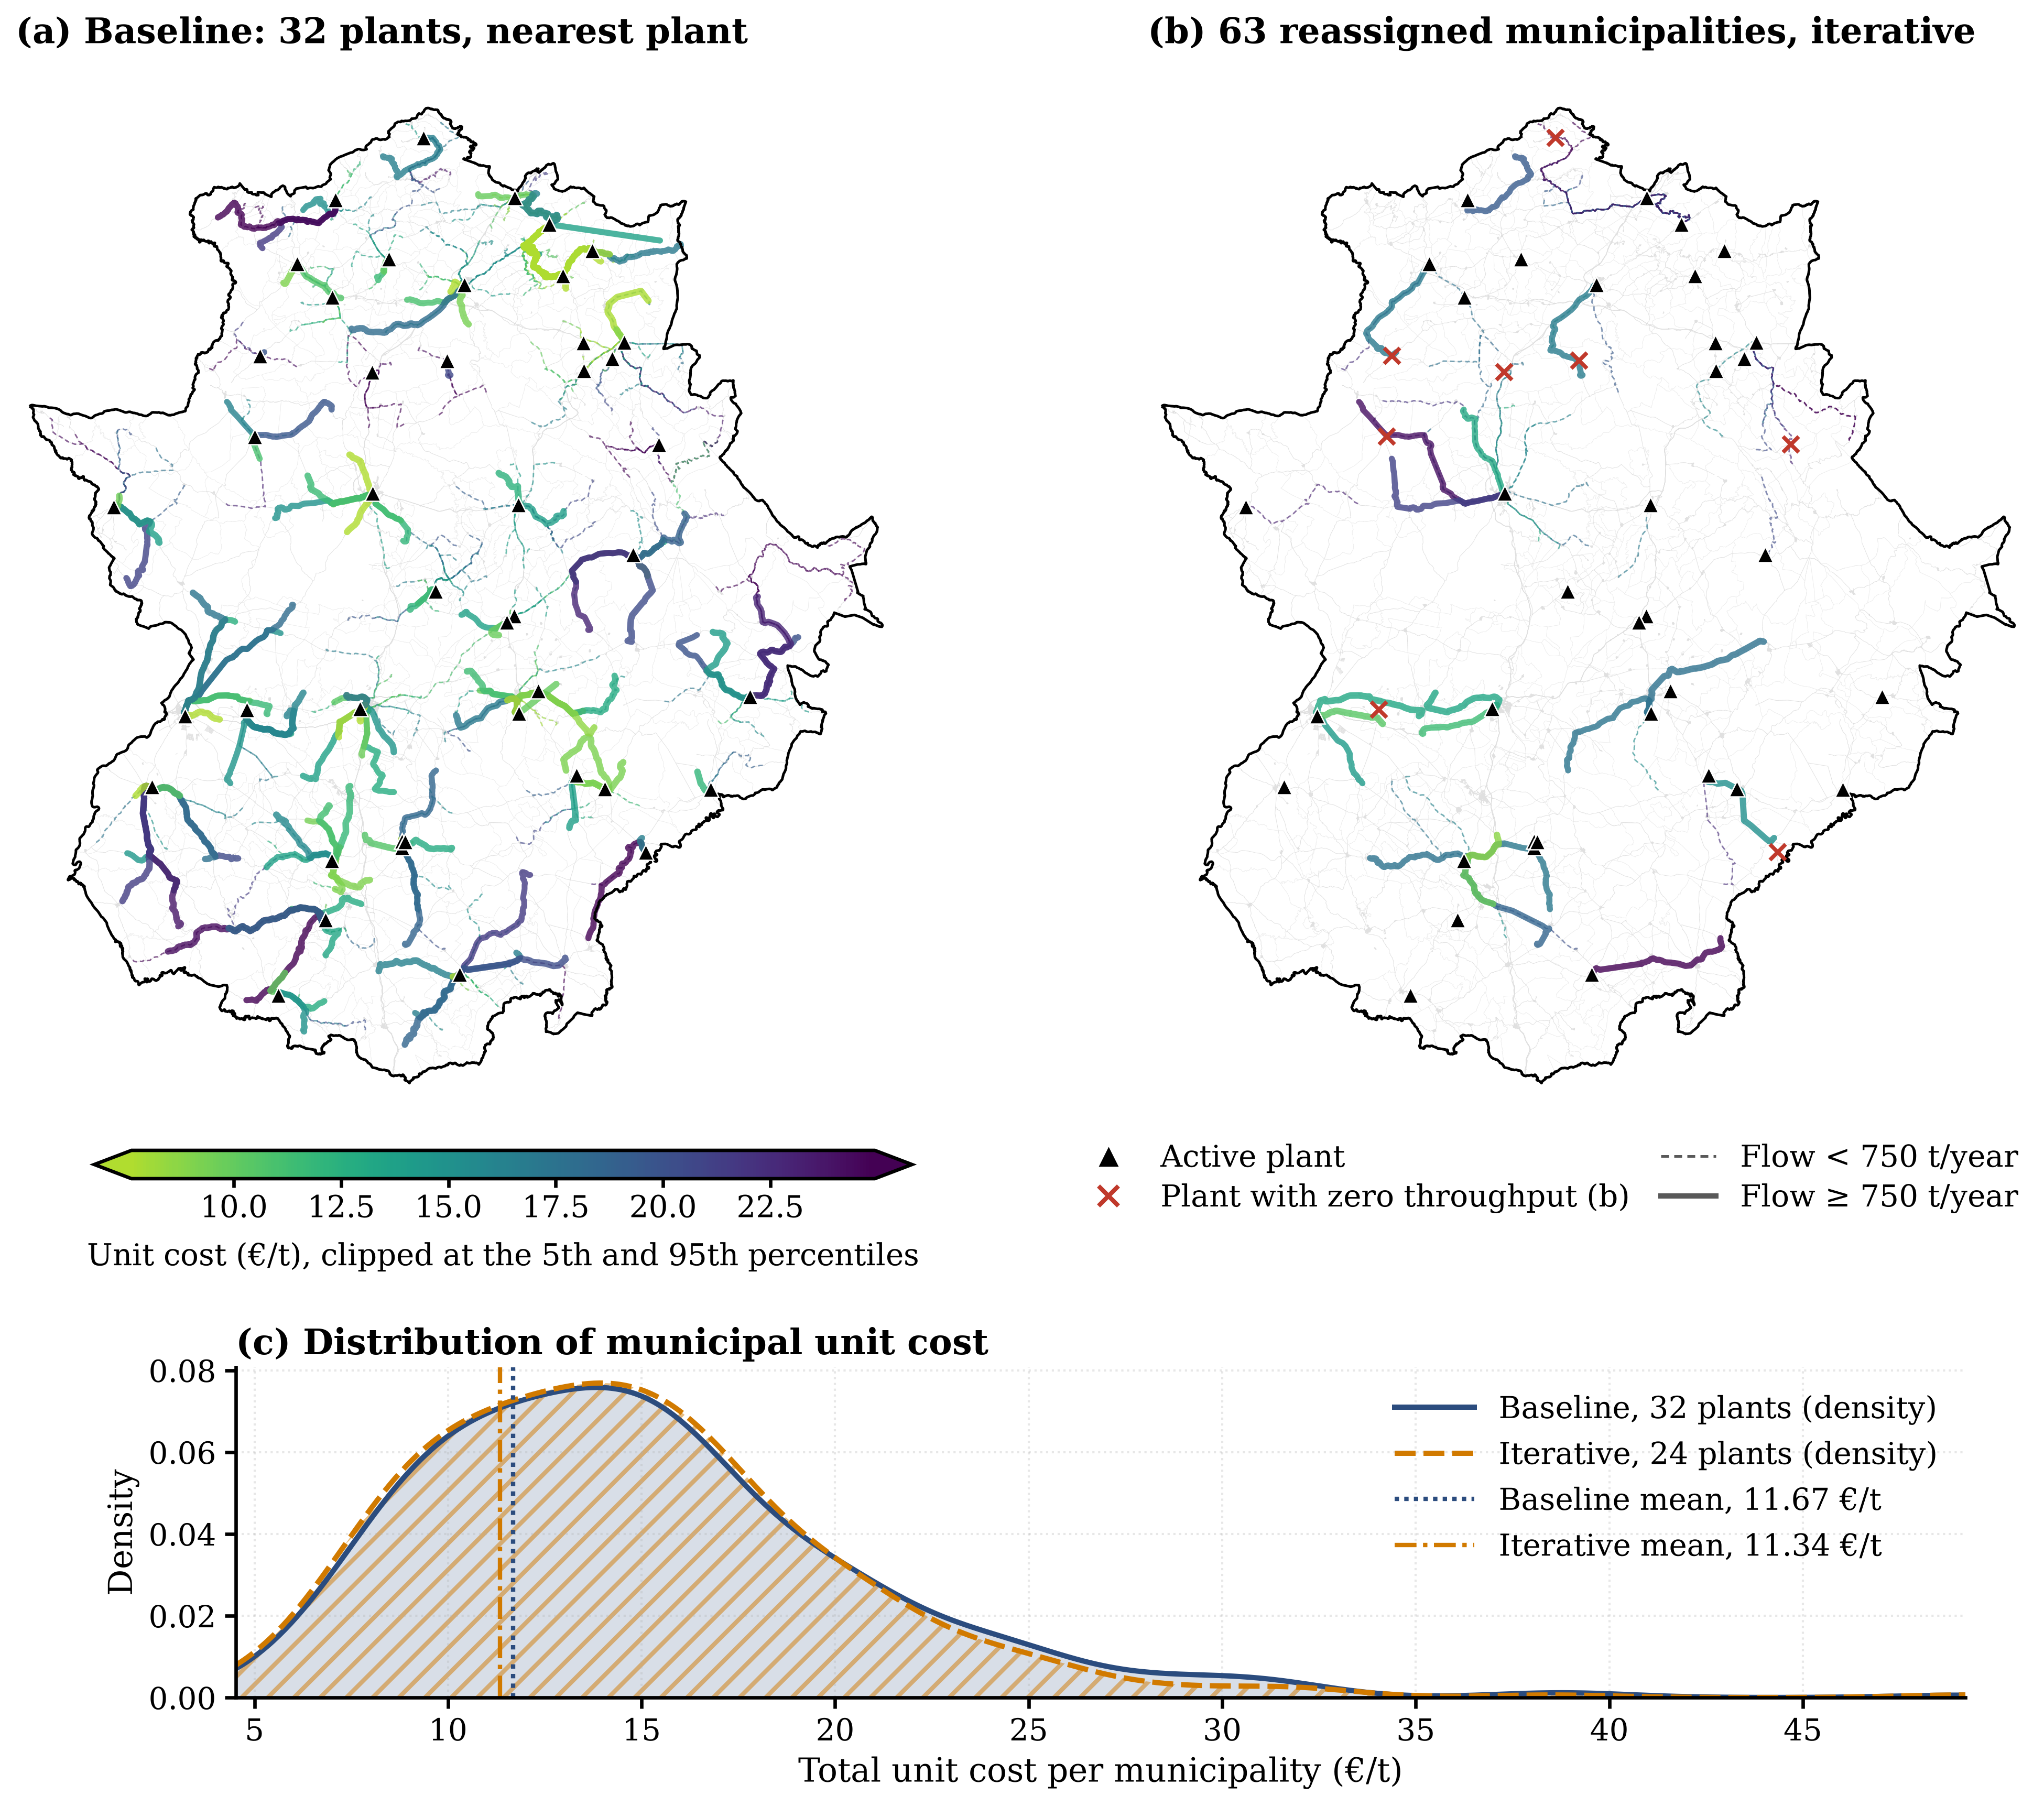 (a) Baseline: 32 plants, nearest plant
(b) 63 reassigned municipalities, iterative
10.0 12.5 15.0 17.5 20.0 22.5
Unit cost (€/t), clipped at the 5th and 95th percentiles
Active plant
Plant with zero throughput (b)
Flow < 750 t/year
Flow ≥ 750 t/year
(c) Distribution of municipal unit cost
0.08
0.06
0.04
0.02
0.00
Density
Baseline, 32 plants (density)
Iterative, 24 plants (density)
Baseline mean, 11.67 €/t
Iterative mean, 11.34 €/t
5 10 15 20 25 30 35 40 45
Total unit cost per municipality (€/t)